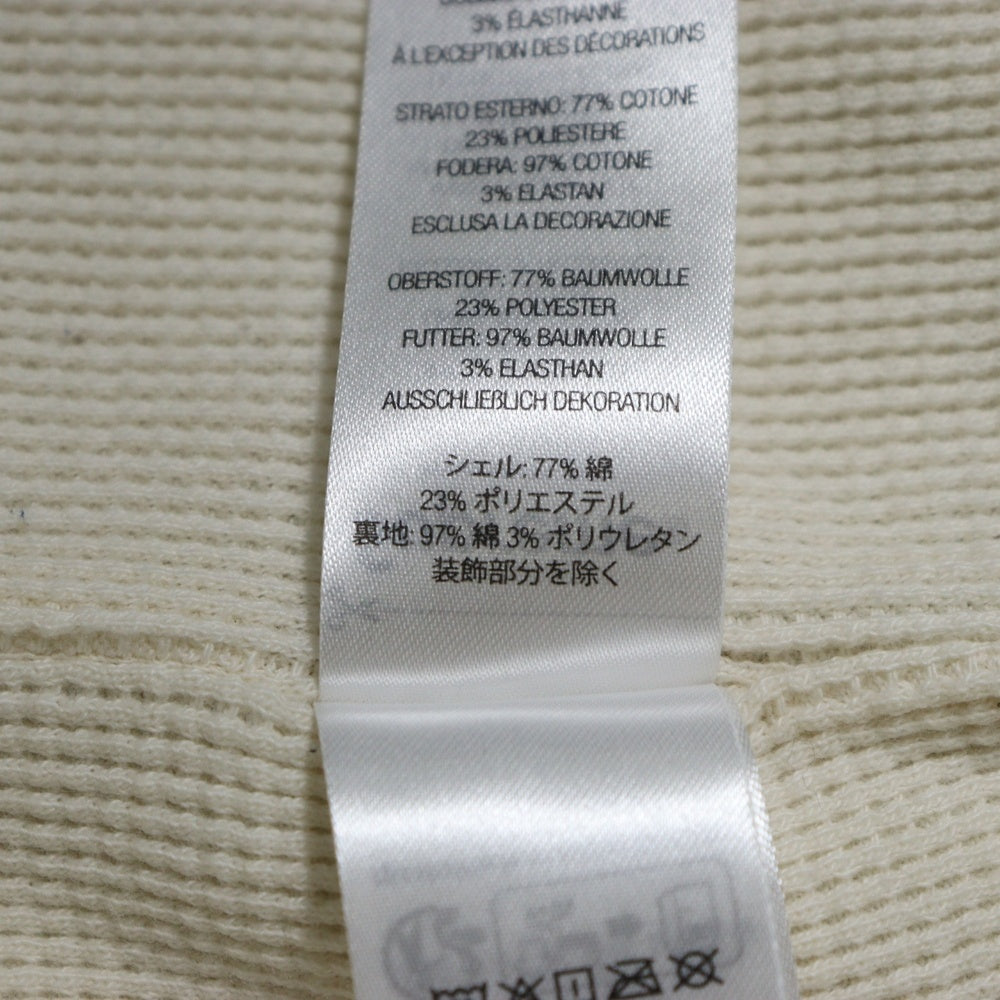 3% ÉLASTHANNE
À L'EXCEPTION DES DÉCORATIONS
STRATO ESTERNO: 77% COTONE
23% POLIESTERE
FODERA: 97% COTONE
3% ELASTAN
ESCLUSA LA DECORAZIONE
OBERSTOFF: 77% BAUMWOLLE
23% POLYESTER
FUTTER: 97% BAUMWOLLE
3% ELASTHAN
AUSSCHLIEẞLICH DEKORATION
シェル: 77% 綿
23% ポリエステル
裏地: 97% 綿 3% ポリウレタン
装飾部分を除く